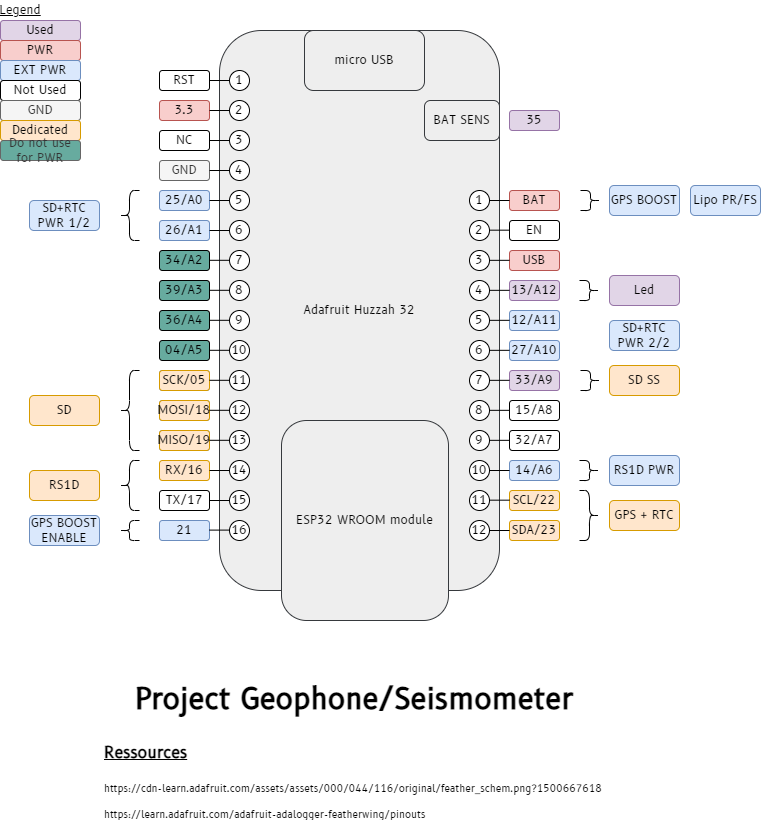 Legend
Used
PWR
EXT PWR
Not Used
GND
Dedicated
Do not use
for PWR
micro USB
BAT SENS
35
RST
1
3.3
2
NC
3
GND
4
SD+RTC
PWR 1/2
25/A0
5
26/A1
6
34/A2
7
39/A3
8
36/A4
9
04/A5
10
SD
SCK/05
11
MOSI/18
12
MISO/19
13
RS1D
RX/16
14
TX/17
15
GPS BOOST
ENABLE
21
16
Adafruit Huzzah 32
ESP32 WROOM module
1
BAT
GPS BOOST
Lipo PR/FS
2
EN
3
USB
4
13/A12
Led
5
12/A11
SD+RTC
PWR 2/2
6
27/A10
7
33/A9
SD SS
8
15/A8
9
32/A7
10
14/A6
RS1D PWR
11
SCL/22
GPS + RTC
12
SDA/23
Project Geophone/Seismometer
Ressources
https://cdn-learn.adafruit.com/assets/assets/000/044/116/original/feather_schem.png?1500667618
https://learn.adafruit.com/adafruit-adalogger-featherwing/pinouts